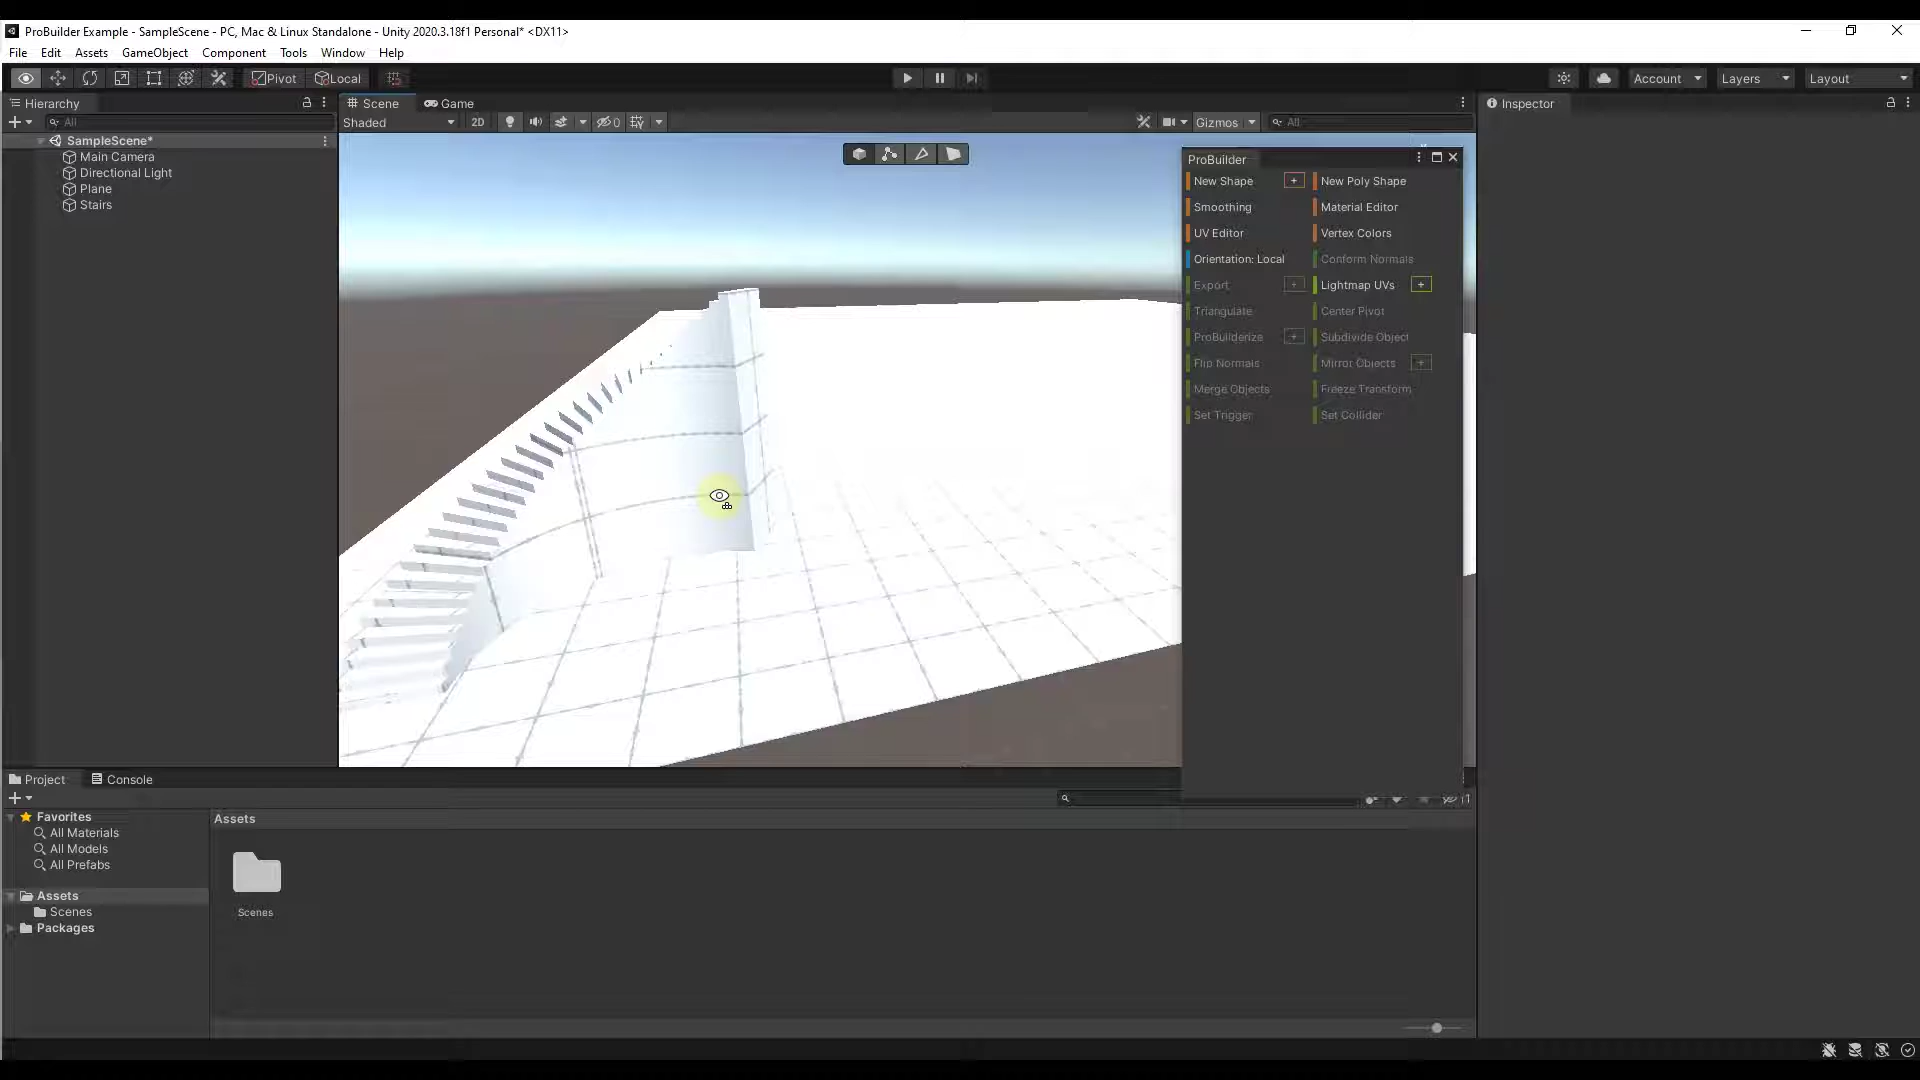 ProBuilder Example - SampleScene - PC, Mac & Linux Standalone - Unity 2020.3.18f1 Personal* <DX11>
File Edit Assets GameObject Component Tools Window Help
Pivot Local Account Layers Layout
Hierarchy
All
SampleScene*
Main Camera
Directional Light
Plane
Stairs
Scene Game
Shaded 2D 0 Gizmos All
ProBuilder
New Shape + New Poly Shape
Smoothing Material Editor
UV Editor Vertex Colors
Orientation: Local Conform Normals
Export + Lightmap UVs +
Triangulate Center Pivot
ProBuilderize + Subdivide Object
Flip Normals Mirror Objects +
Merge Objects Freeze Transform
Set Trigger Set Collider
Inspector
Project Console
Favorites
All Materials
All Models
All Prefabs
Assets
Scenes
Packages
Assets
Scenes